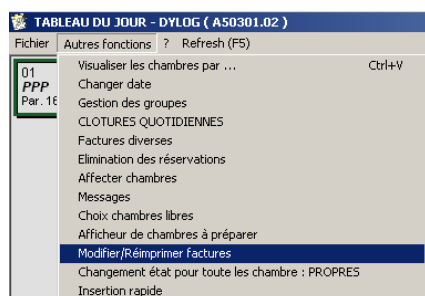 TABLEAU DU JOUR - DYLOG ( A50301.02 )
Fichier Autres fonctions ? Refresh (F5)
01
PPP
Par. 16
Visualiser les chambres par ... Ctrl+V
Changer date
Gestion des groupes
CLOTURES QUOTIDIENNES
Factures diverses
Elimination des réservations
Affecter chambres
Messages
Choix chambres libres
Afficheur de chambres à préparer
Modifier/Réimprimer factures
Changement état pour toute les chambre : PROPRES
Insertion rapide